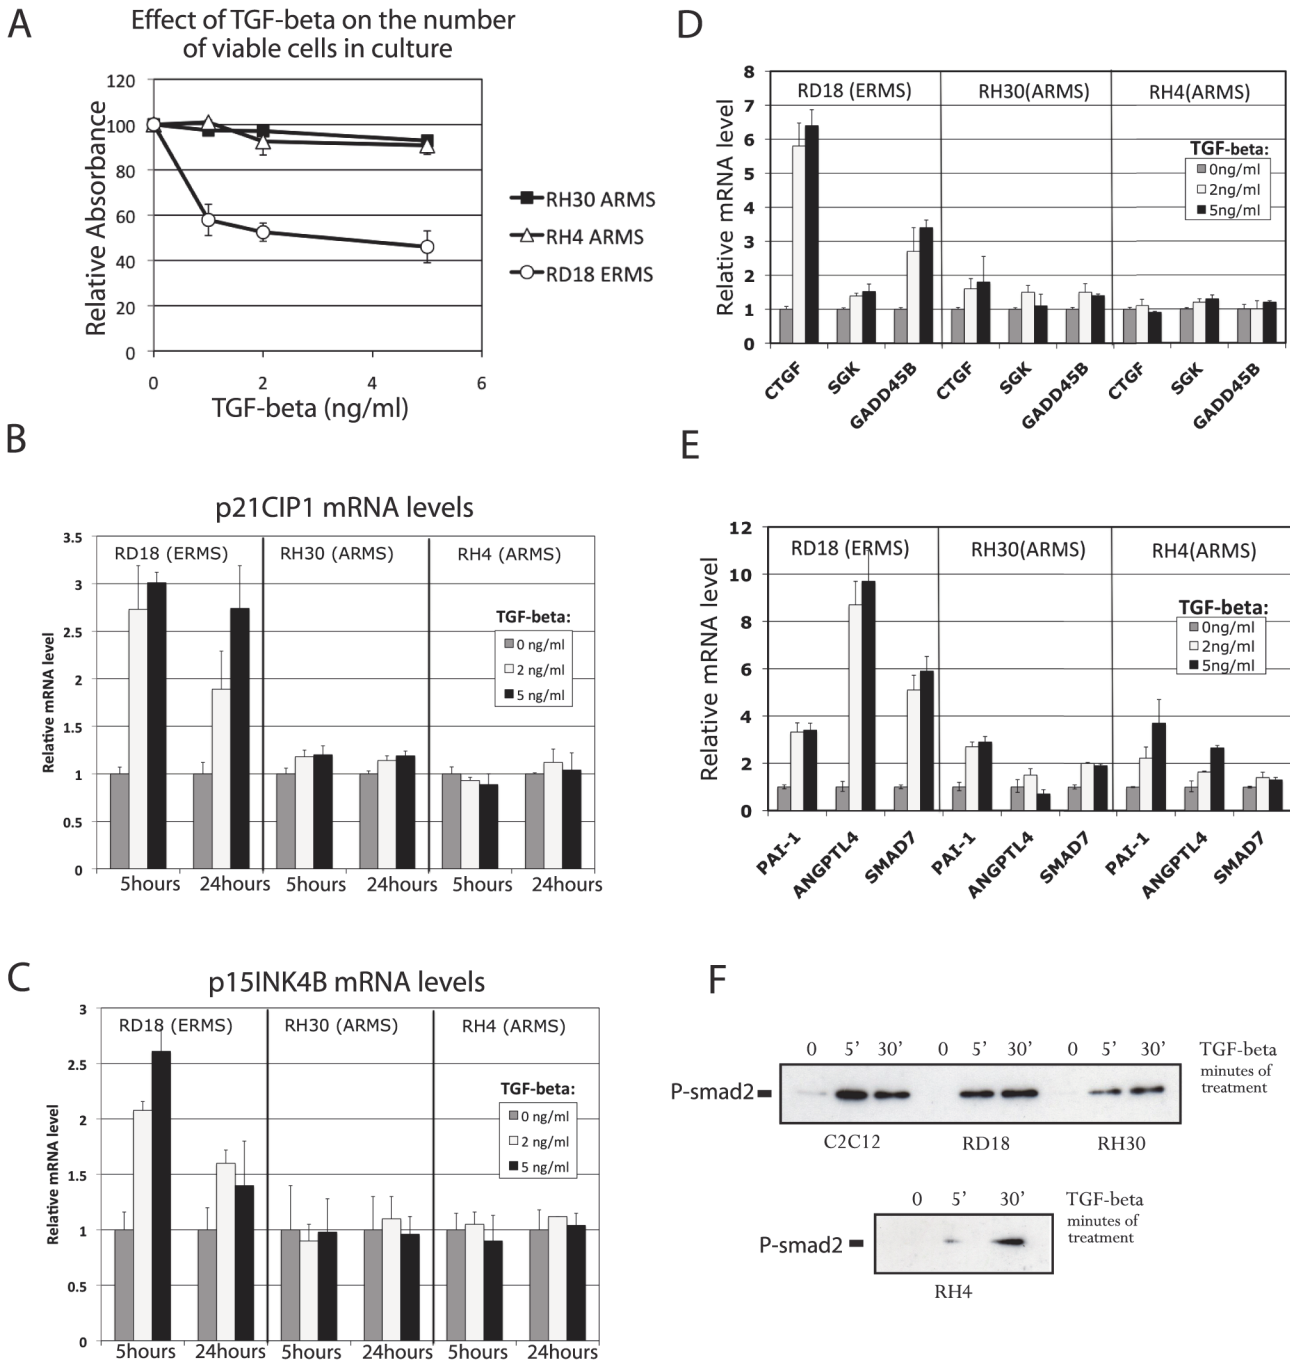 A
Effect of TGF-beta on the number
of viable cells in culture
120
100
80
60
40
20
0
Relative Absorbance
0 2 4 6
TGF-beta (ng/ml)
RH30 ARMS
RH4 ARMS
RD18 ERMS
B
p21CIP1 mRNA levels
3.5
3
2.5
2
1.5
1
0.5
0
Relative mRNA level
RD18 (ERMS) RH30 (ARMS) RH4 (ARMS)
TGF-beta:
0 ng/ml
2 ng/ml
5 ng/ml
5hours 24hours 5hours 24hours 5hours 24hours
C
p15INK4B mRNA levels
3
2.5
2
1.5
1
0.5
0
Relative mRNA level
RD18 (ERMS) RH30 (ARMS) RH4 (ARMS)
TGF-beta:
0 ng/ml
2 ng/ml
5 ng/ml
5hours 24hours 5hours 24hours 5hours 24hours
D
8
7
6
5
4
3
2
1
0
Relative mRNA level
RD18 (ERMS) RH30(ARMS) RH4(ARMS)
TGF-beta:
0ng/ml
2ng/ml
5ng/ml
CTGF SGK GADD45B CTGF SGK GADD45B CTGF SGK GADD45B
E
12
10
8
6
4
2
0
Relative mRNA level
RD18 (ERMS) RH30(ARMS) RH4(ARMS)
TGF-beta:
0ng/ml
2ng/ml
5ng/ml
PAI-1 ANGPTL4 SMAD7 PAI-1 ANGPTL4 SMAD7 PAI-1 ANGPTL4 SMAD7
F
0 5’ 30’ 0 5’ 30’ 0 5’ 30’ TGF-beta
minutes of
treatment
P-smad2
C2C12 RD18 RH30
0 5’ 30’ TGF-beta
minutes of
treatment
P-smad2
RH4